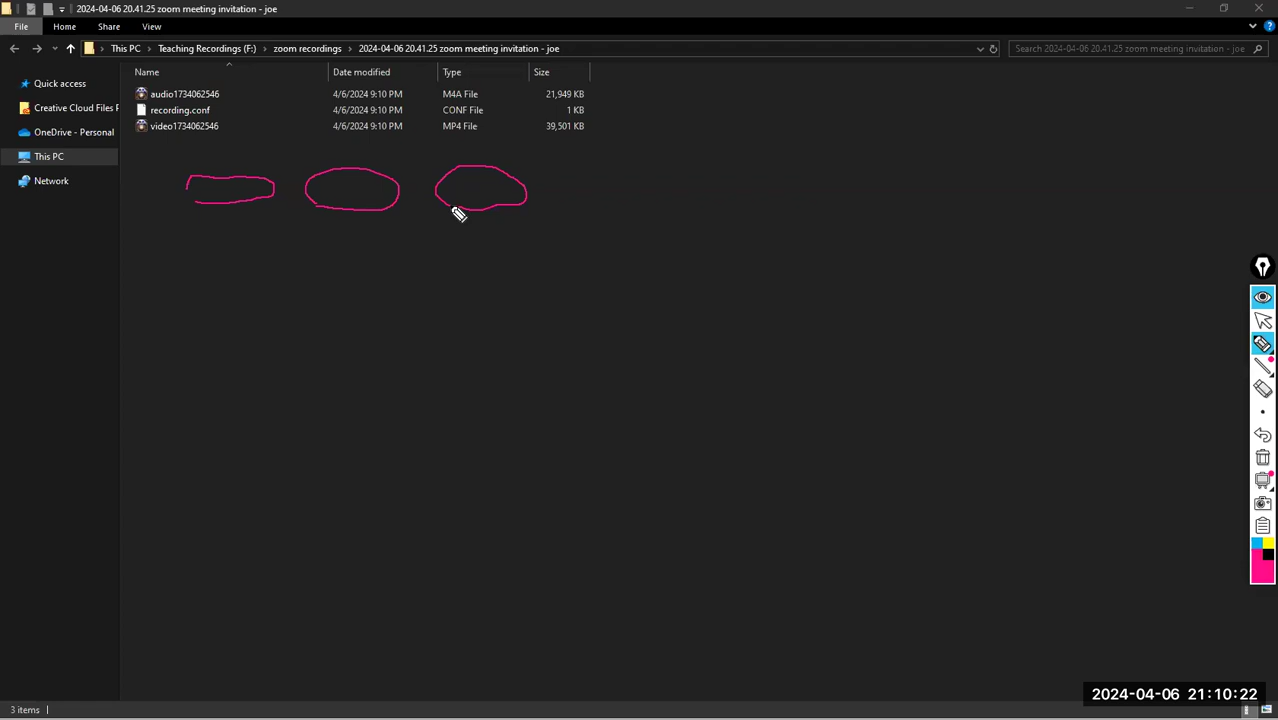 2024-04-06 20.41.25 zoom meeting invitation - joe
File Home Share View
This PC Teaching Recordings (F:) zoom recordings 2024-04-06 20.41.25 zoom meeting invitation - joe Search 2024-04-06 20.41.25 zoom meeting invitation - joe
Name Date modified Type Size
Quick access
audio1734062546 4/6/2024 9:10 PM M4A File 21,949 KB
Creative Cloud Files F
recording.conf 4/6/2024 9:10 PM CONF File 1 KB
video1734062546 4/6/2024 9:10 PM MP4 File 39,501 KB
OneDrive - Personal
This PC
Network
2024-04-06 21:10:22
3 items